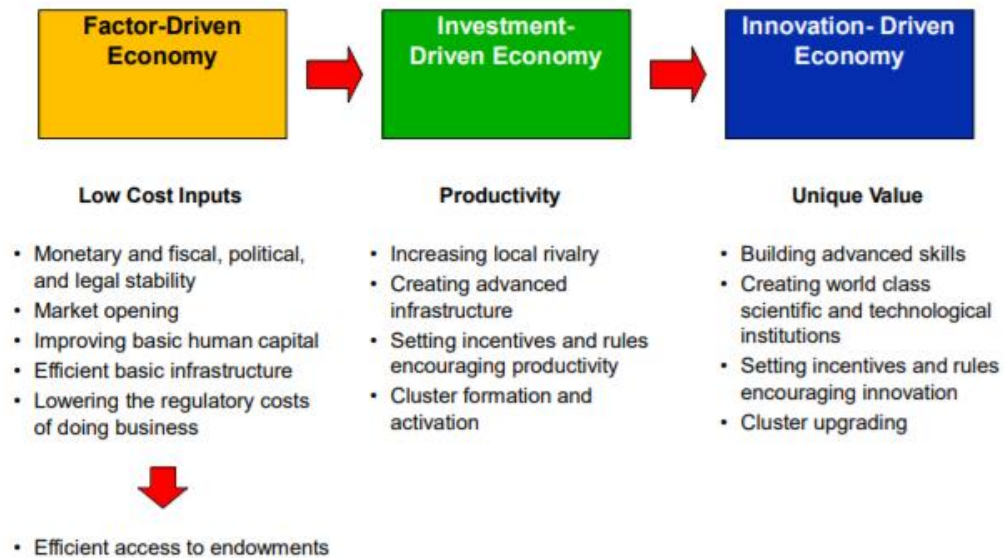 Factor-Driven
Economy
Investment-
Driven Economy
Innovation- Driven
Economy
Low Cost Inputs
• Monetary and fiscal, political,
and legal stability
• Market opening
• Improving basic human capital
• Efficient basic infrastructure
• Lowering the regulatory costs
of doing business
• Efficient access to endowments
Productivity
• Increasing local rivalry
• Creating advanced
infrastructure
• Setting incentives and rules
encouraging productivity
• Cluster formation and
activation
Unique Value
• Building advanced skills
• Creating world class
scientific and technological
institutions
• Setting incentives and rules
encouraging innovation
• Cluster upgrading